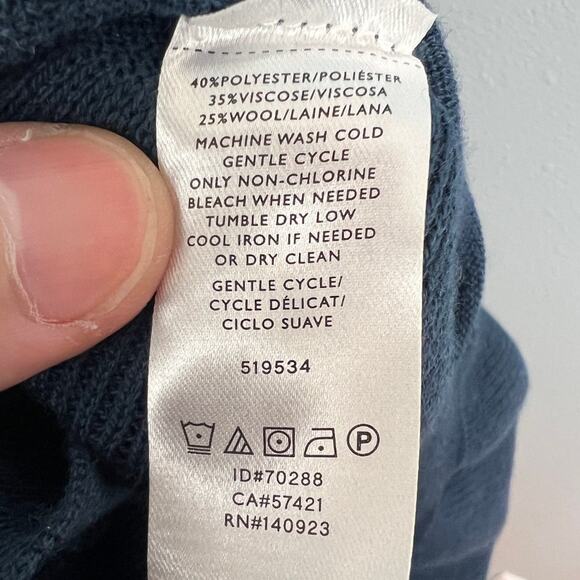 40%POLYESTER/POLIÉSTER
35%VISCOSE/VISCOSA
25%WOOL/LAINE/LANA
MACHINE WASH COLD
GENTLE CYCLE
ONLY NON-CHLORINE
BLEACH WHEN NEEDED
TUMBLE DRY LOW
COOL IRON IF NEEDED
OR DRY CLEAN
GENTLE CYCLE/
CYCLE DÉLICAT/
CICLO SUAVE
519534
P
ID#70288
CA#57421
RN#140923